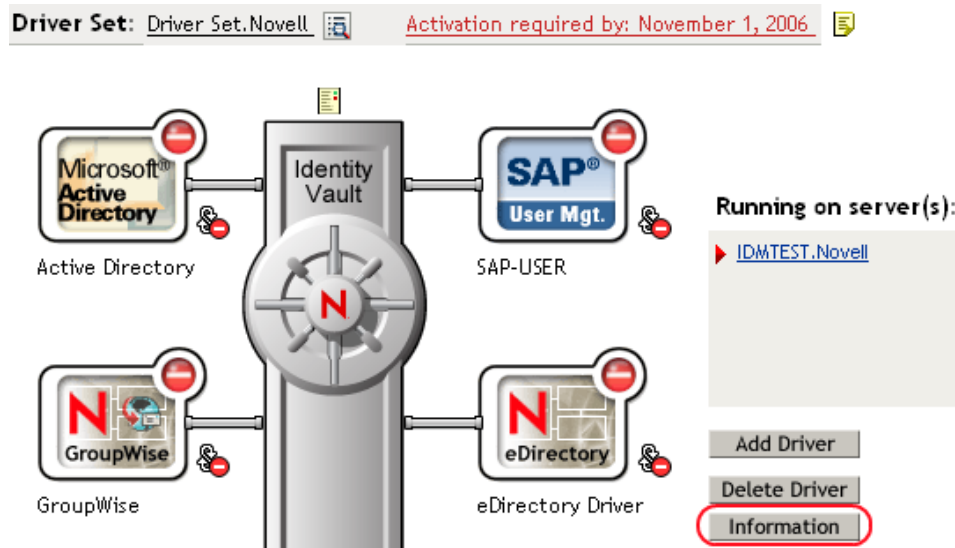 Driver Set: Driver Set.Novell Activation required by: November 1, 2006
Microsoft®
Active
Directory
Active Directory
Identity
Vault
N
SAP®
User Mgt.
SAP-USER
Running on server(s):
IDMTEST.Novell
N
GroupWise
GroupWise
N
eDirectory
eDirectory Driver
Add Driver
Delete Driver
Information